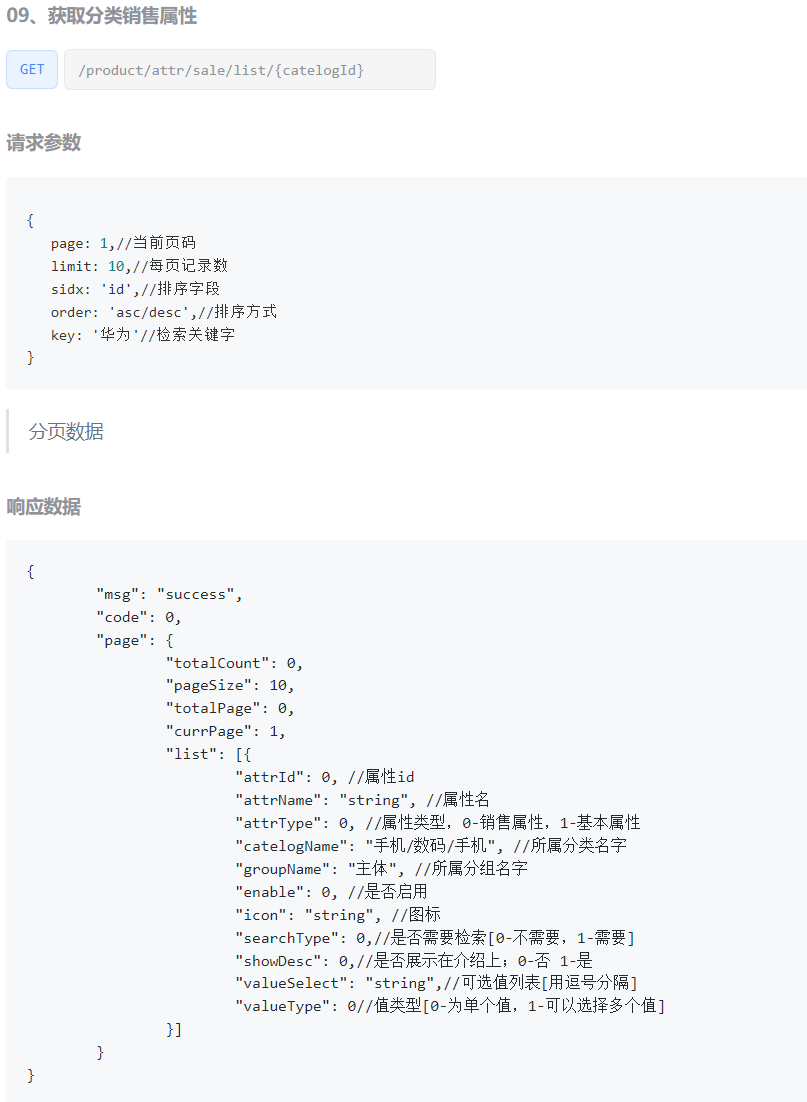 09、获取分类销售属性
GET /product/attr/sale/list/{catelogId}
请求参数
{
page: 1,//当前页码
limit: 10,//每页记录数
sidx: 'id',//排序字段
order: 'asc/desc',//排序方式
key: '华为'//检索关键字
}
分页数据
响应数据
{
"msg": "success",
"code": 0,
"page": {
"totalCount": 0,
"pageSize": 10,
"totalPage": 0,
"currPage": 1,
"list": [{
"attrId": 0, //属性id
"attrName": "string", //属性名
"attrType": 0, //属性类型，0-销售属性，1-基本属性
"catelogName": "手机/数码/手机", //所属分类名字
"groupName": "主体", //所属分组名字
"enable": 0, //是否启用
"icon": "string", //图标
"searchType": 0,//是否需要检索[0-不需要，1-需要]
"showDesc": 0,//是否展示在介绍上；0-否 1-是
"valueSelect": "string",//可选值列表[用逗号分隔]
"valueType": 0//值类型[0-为单个值，1-可以选择多个值]
}]
}
}